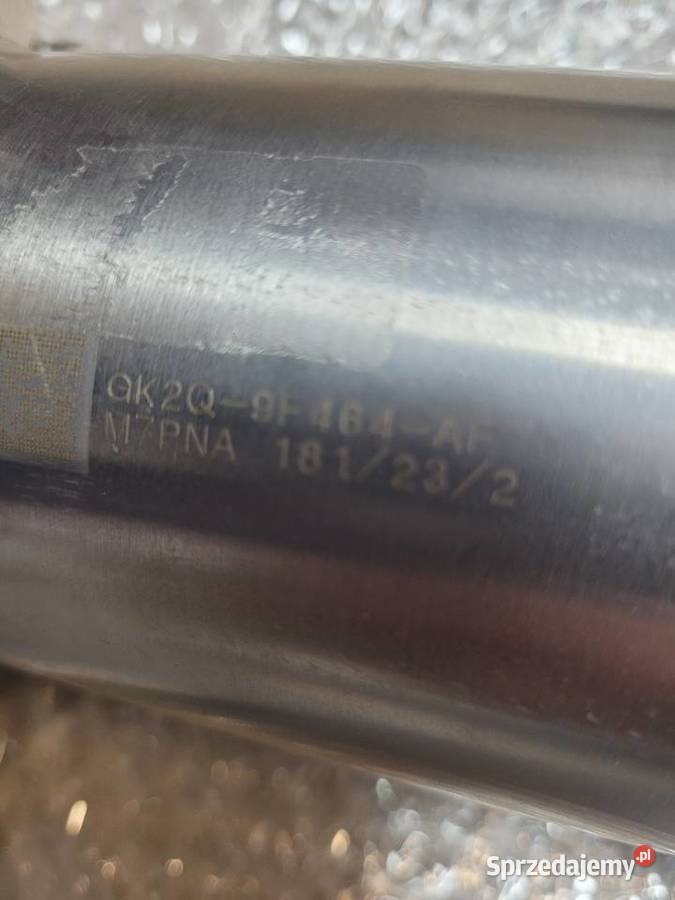 GK2Q-9F464-AF
M7PNA 181/23/2
Sprzedajemy.pl